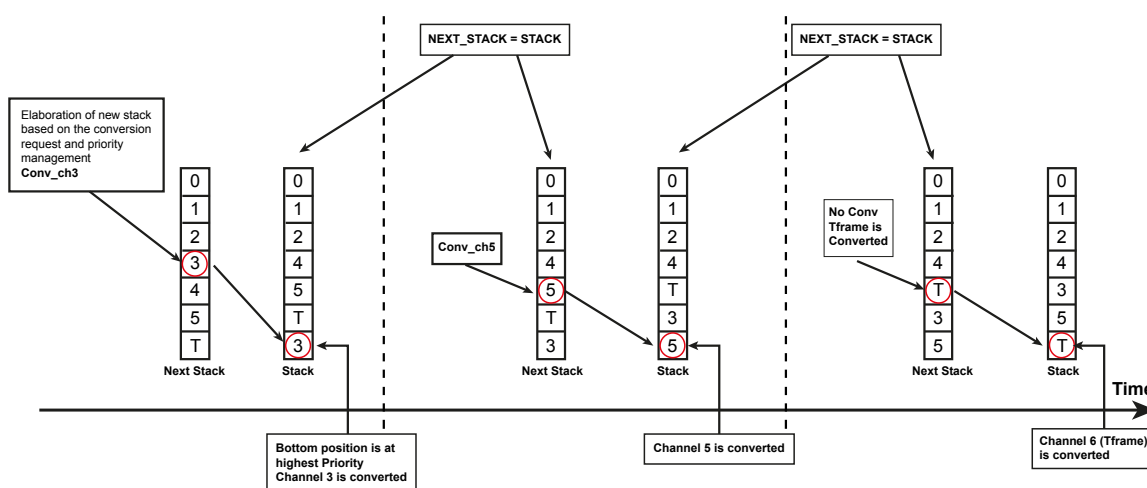 NEXT_STACK = STACK
NEXT_STACK = STACK
Elaboration of new stack
based on the conversion
request and priority
management
Conv_ch3
0
1
2
3
4
5
T
Next Stack
0
1
2
4
5
T
3
Stack
Conv_ch5
0
1
2
4
5
T
3
Next Stack
0
1
2
4
T
3
5
Stack
No Conv
Tframe is
Converted
0
1
2
4
T
3
5
Next Stack
0
1
2
4
3
5
T
Stack
Time
Bottom position is at
highest Priority
Channel 3 is converted
Channel 5 is converted
Channel 6 (Tframe)
is converted